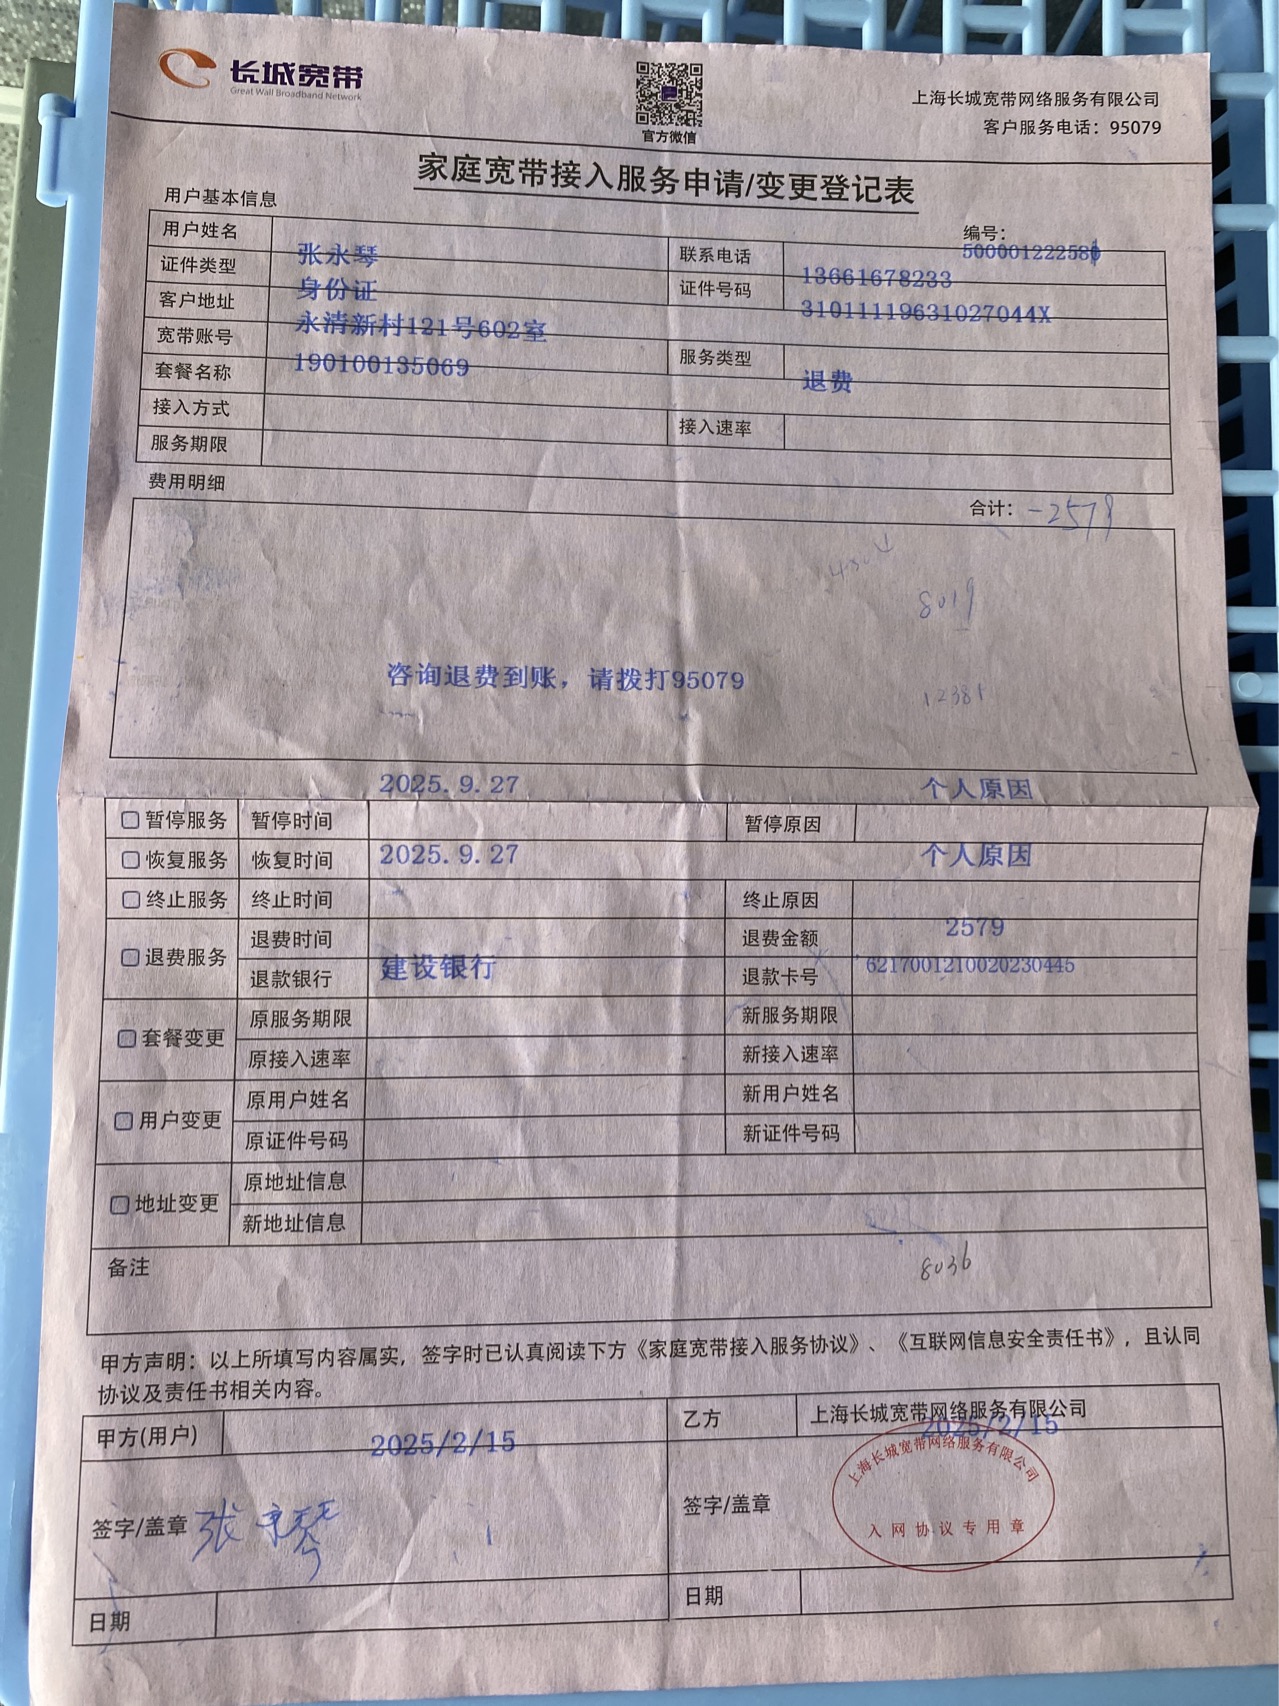 长城宽带
Great Wall Broadband Network
官方微信
上海长城宽带网络服务有限公司
客户服务电话：95079
家庭宽带接入服务申请/变更登记表
用户基本信息
编号：
50000122258
用户姓名 张永琴 联系电话 13661678233
证件类型 身份证 证件号码 31011119631027044X
客户地址 永清新村121号602室
宽带账号 190100135069 服务类型 退费
套餐名称
接入方式 接入速率
服务期限
费用明细
合计：-2579
8019
咨询退费到账，请拨打95079
12381
2025.9.27 个人原因
暂停服务 暂停时间 暂停原因
恢复服务 恢复时间 2025.9.27 个人原因
终止服务 终止时间 终止原因
退费服务 退费时间 退费金额 2579
退款银行 建设银行 退款卡号 6217001210020230445
套餐变更 原服务期限 新服务期限
原接入速率 新接入速率
用户变更 原用户姓名 新用户姓名
原证件号码 新证件号码
地址变更 原地址信息
新地址信息
备注
8036
甲方声明：以上所填写内容属实，签字时已认真阅读下方《家庭宽带接入服务协议》、《互联网信息安全责任书》，且认同
协议及责任书相关内容。
甲方(用户) 乙方 上海长城宽带网络服务有限公司
2025/2/15 2025/2/15
上海长城宽带网络服务有限公司
入网协议专用章
签字/盖章 张永琴 签字/盖章
日期 日期